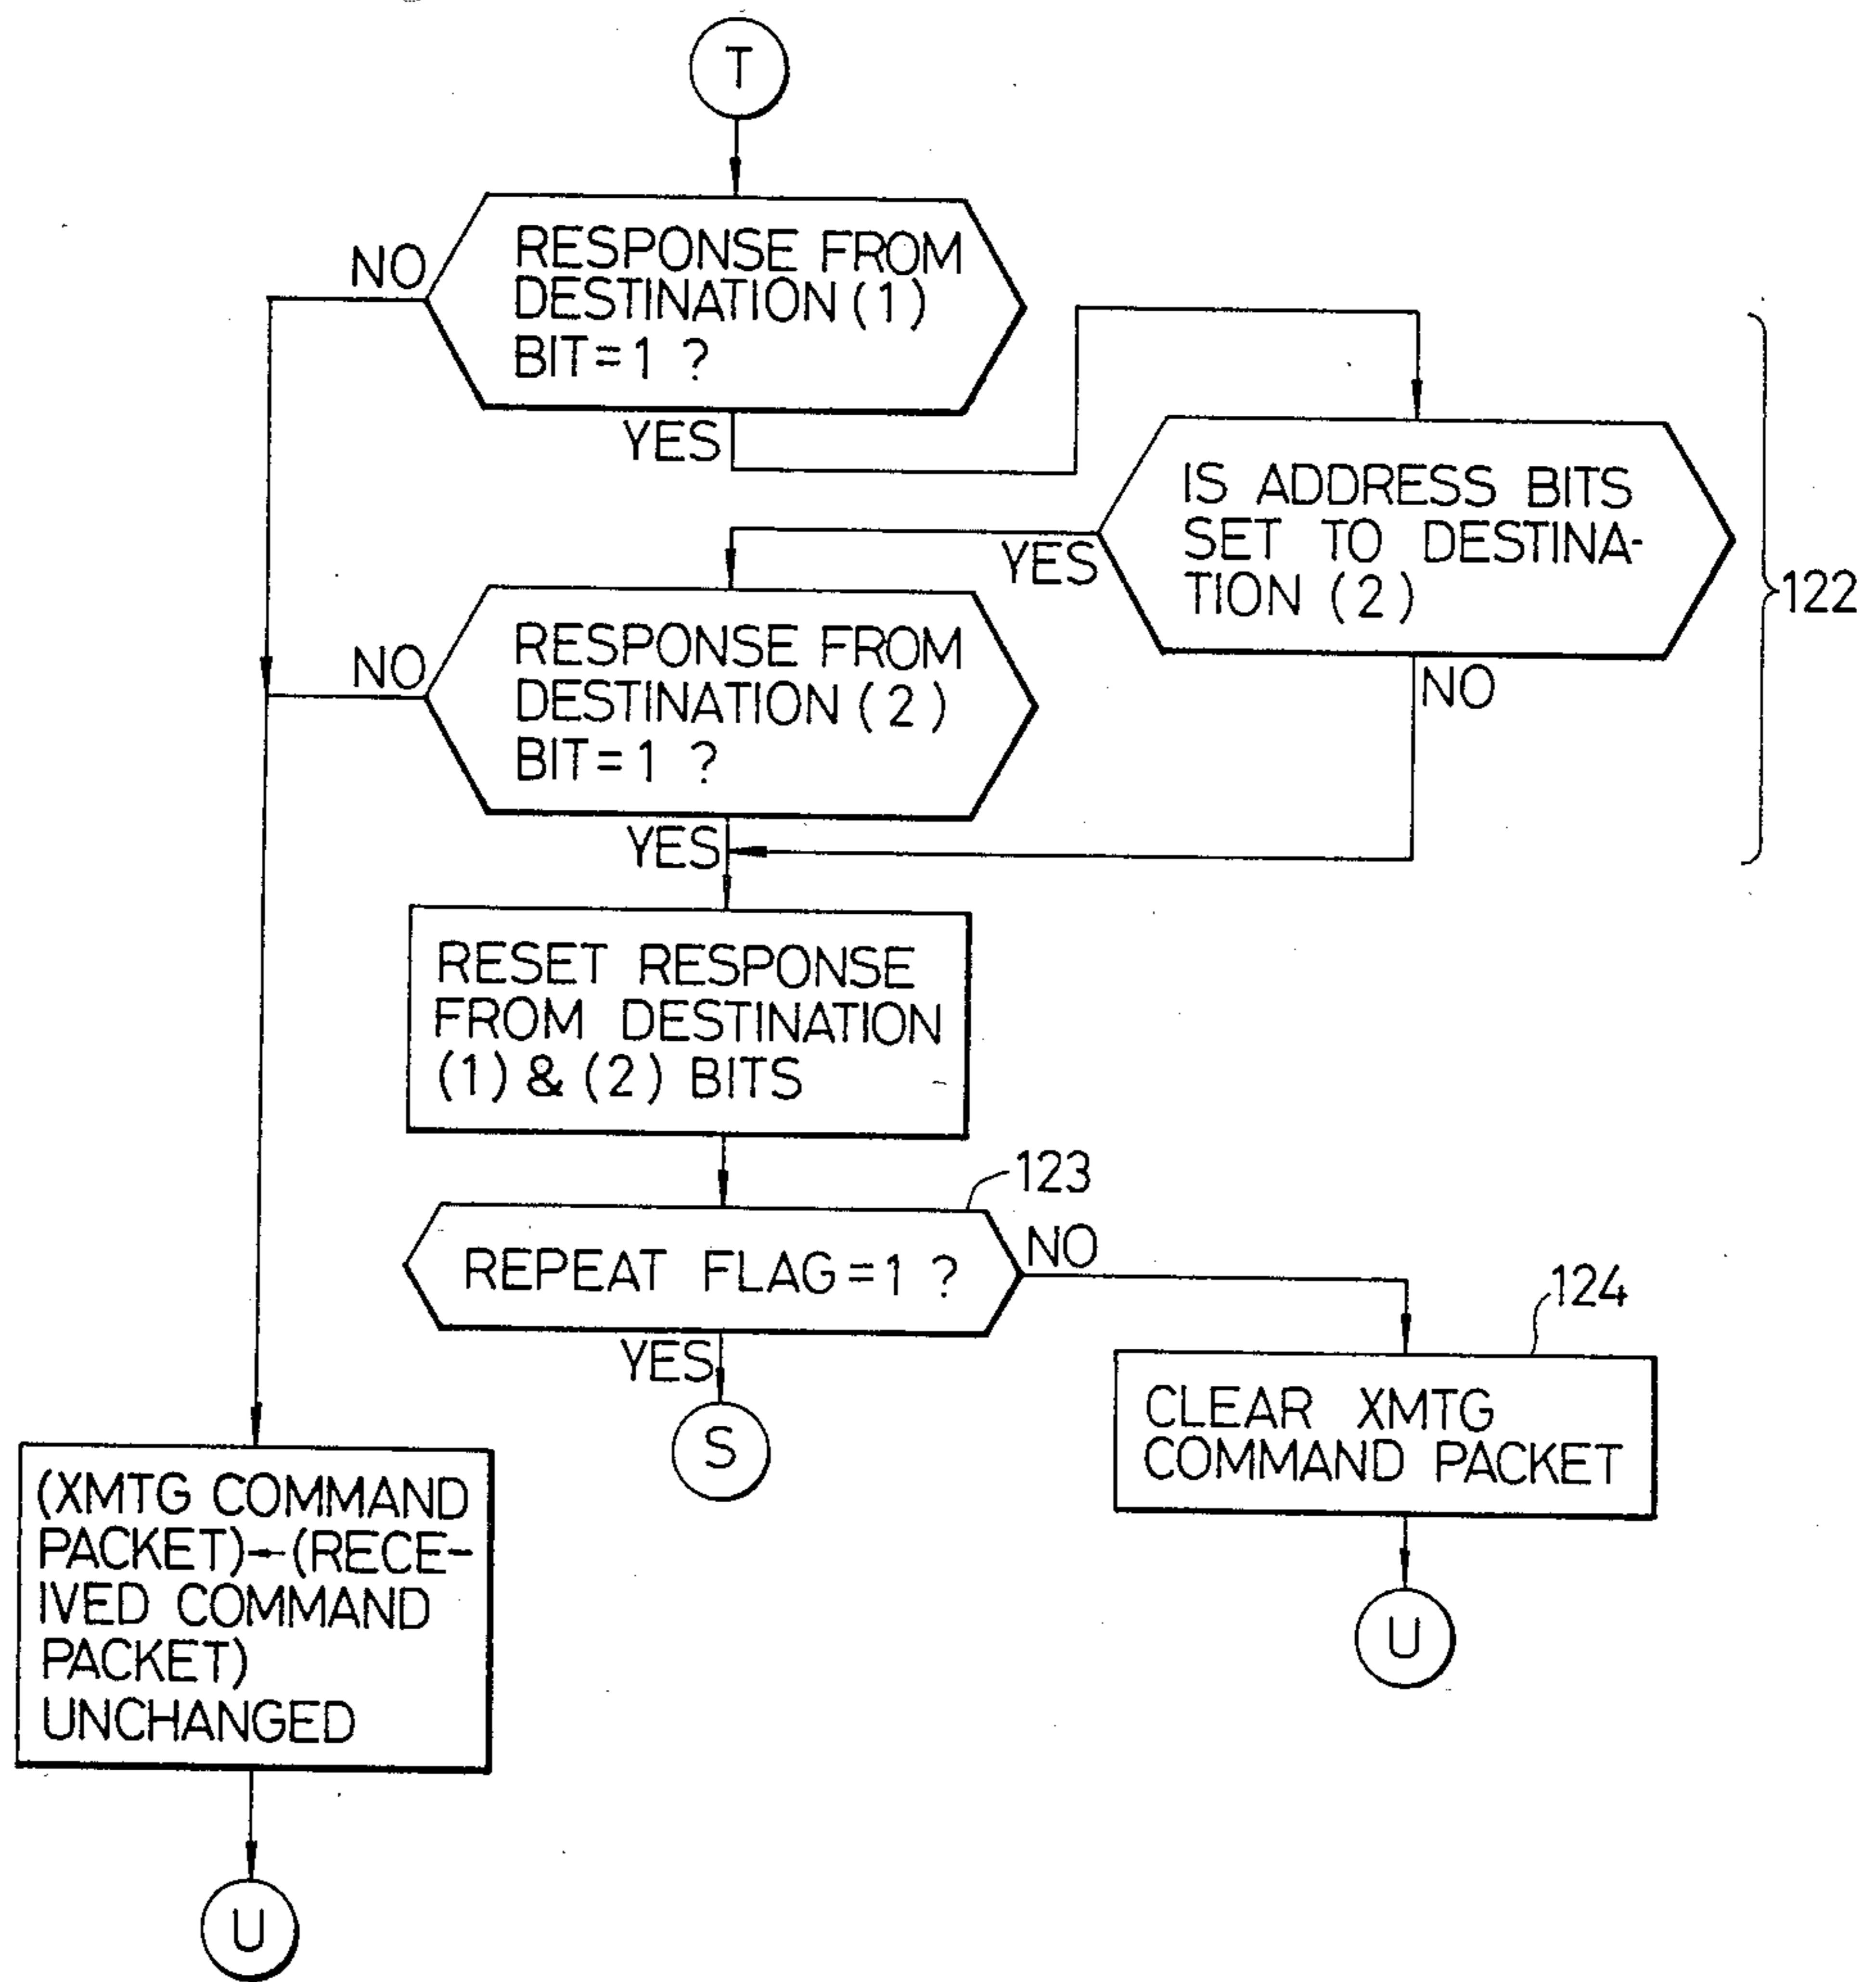 T
NO
RESPONSE FROM
DESTINATION (1)
BIT=1 ?
YES
IS ADDRESS BITS
SET TO DESTINA-
TION (2)
YES
NO
122
NO
RESPONSE FROM
DESTINATION (2)
BIT=1 ?
YES
RESET RESPONSE
FROM DESTINATION
(1) & (2) BITS
123
REPEAT FLAG=1 ?
NO
YES
S
124
CLEAR XMTG
COMMAND PACKET
U
(XMTG COMMAND
PACKET)←(RECE-
IVED COMMAND
PACKET)
UNCHANGED
U